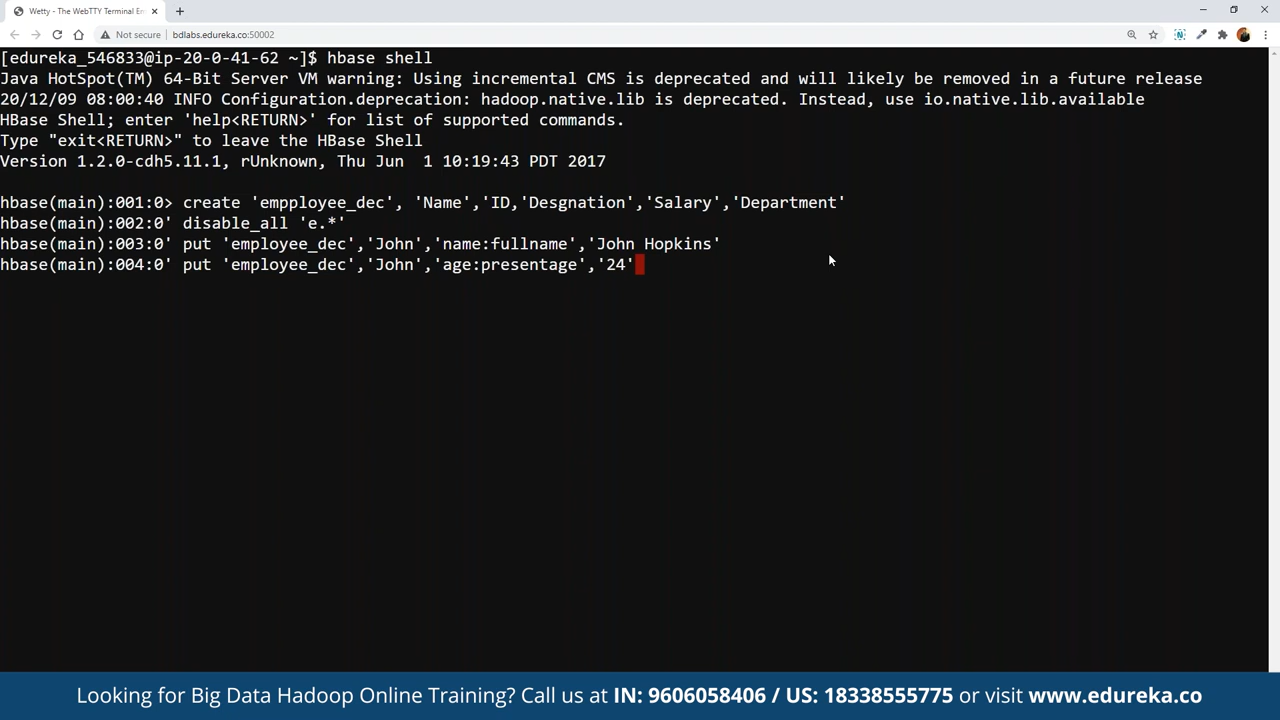 Wetty - The WebTTY Terminal Em
Not secure | bdlabs.edureka.co:50002
[edureka_546833@ip-20-0-41-62 ~]$ hbase shell
Java HotSpot(TM) 64-Bit Server VM warning: Using incremental CMS is deprecated and will likely be removed in a future release
20/12/09 08:00:40 INFO Configuration.deprecation: hadoop.native.lib is deprecated. Instead, use io.native.lib.available
HBase Shell; enter 'help<RETURN>' for list of supported commands.
Type "exit<RETURN>" to leave the HBase Shell
Version 1.2.0-cdh5.11.1, rUnknown, Thu Jun  1 10:19:43 PDT 2017
hbase(main):001:0> create 'empployee_dec', 'Name','ID,'Desgnation','Salary','Department'
hbase(main):002:0' disable_all 'e.*'
hbase(main):003:0' put 'employee_dec','John','name:fullname','John Hopkins'
hbase(main):004:0' put 'employee_dec','John','age:presentage','24'
Looking for Big Data Hadoop Online Training? Call us at IN: 9606058406 / US: 18338555775 or visit www.edureka.co